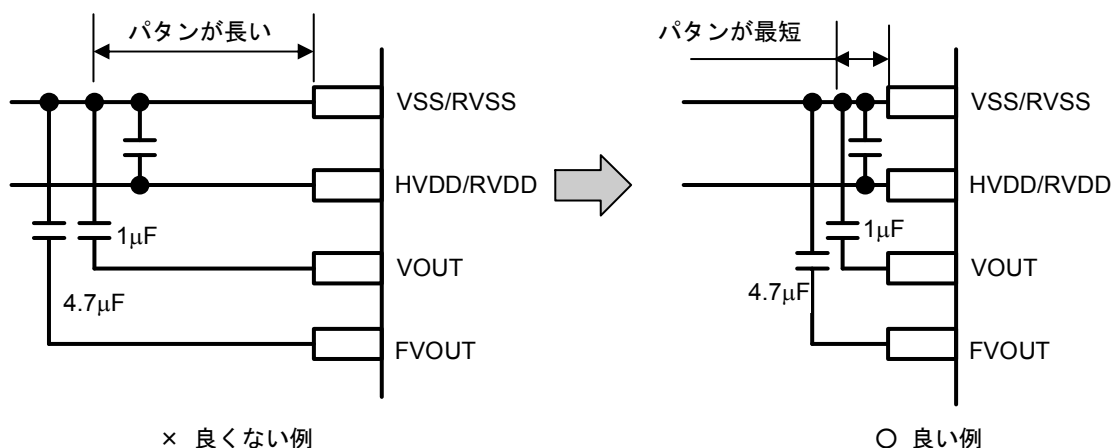 パタンが長い
パタンが最短
VSS/RVSS
HVDD/RVDD
1μF
VOUT
4.7μF
FVOUT
VSS/RVSS
HVDD/RVDD
1μF
VOUT
4.7μF
FVOUT
× 良くない例
○ 良い例